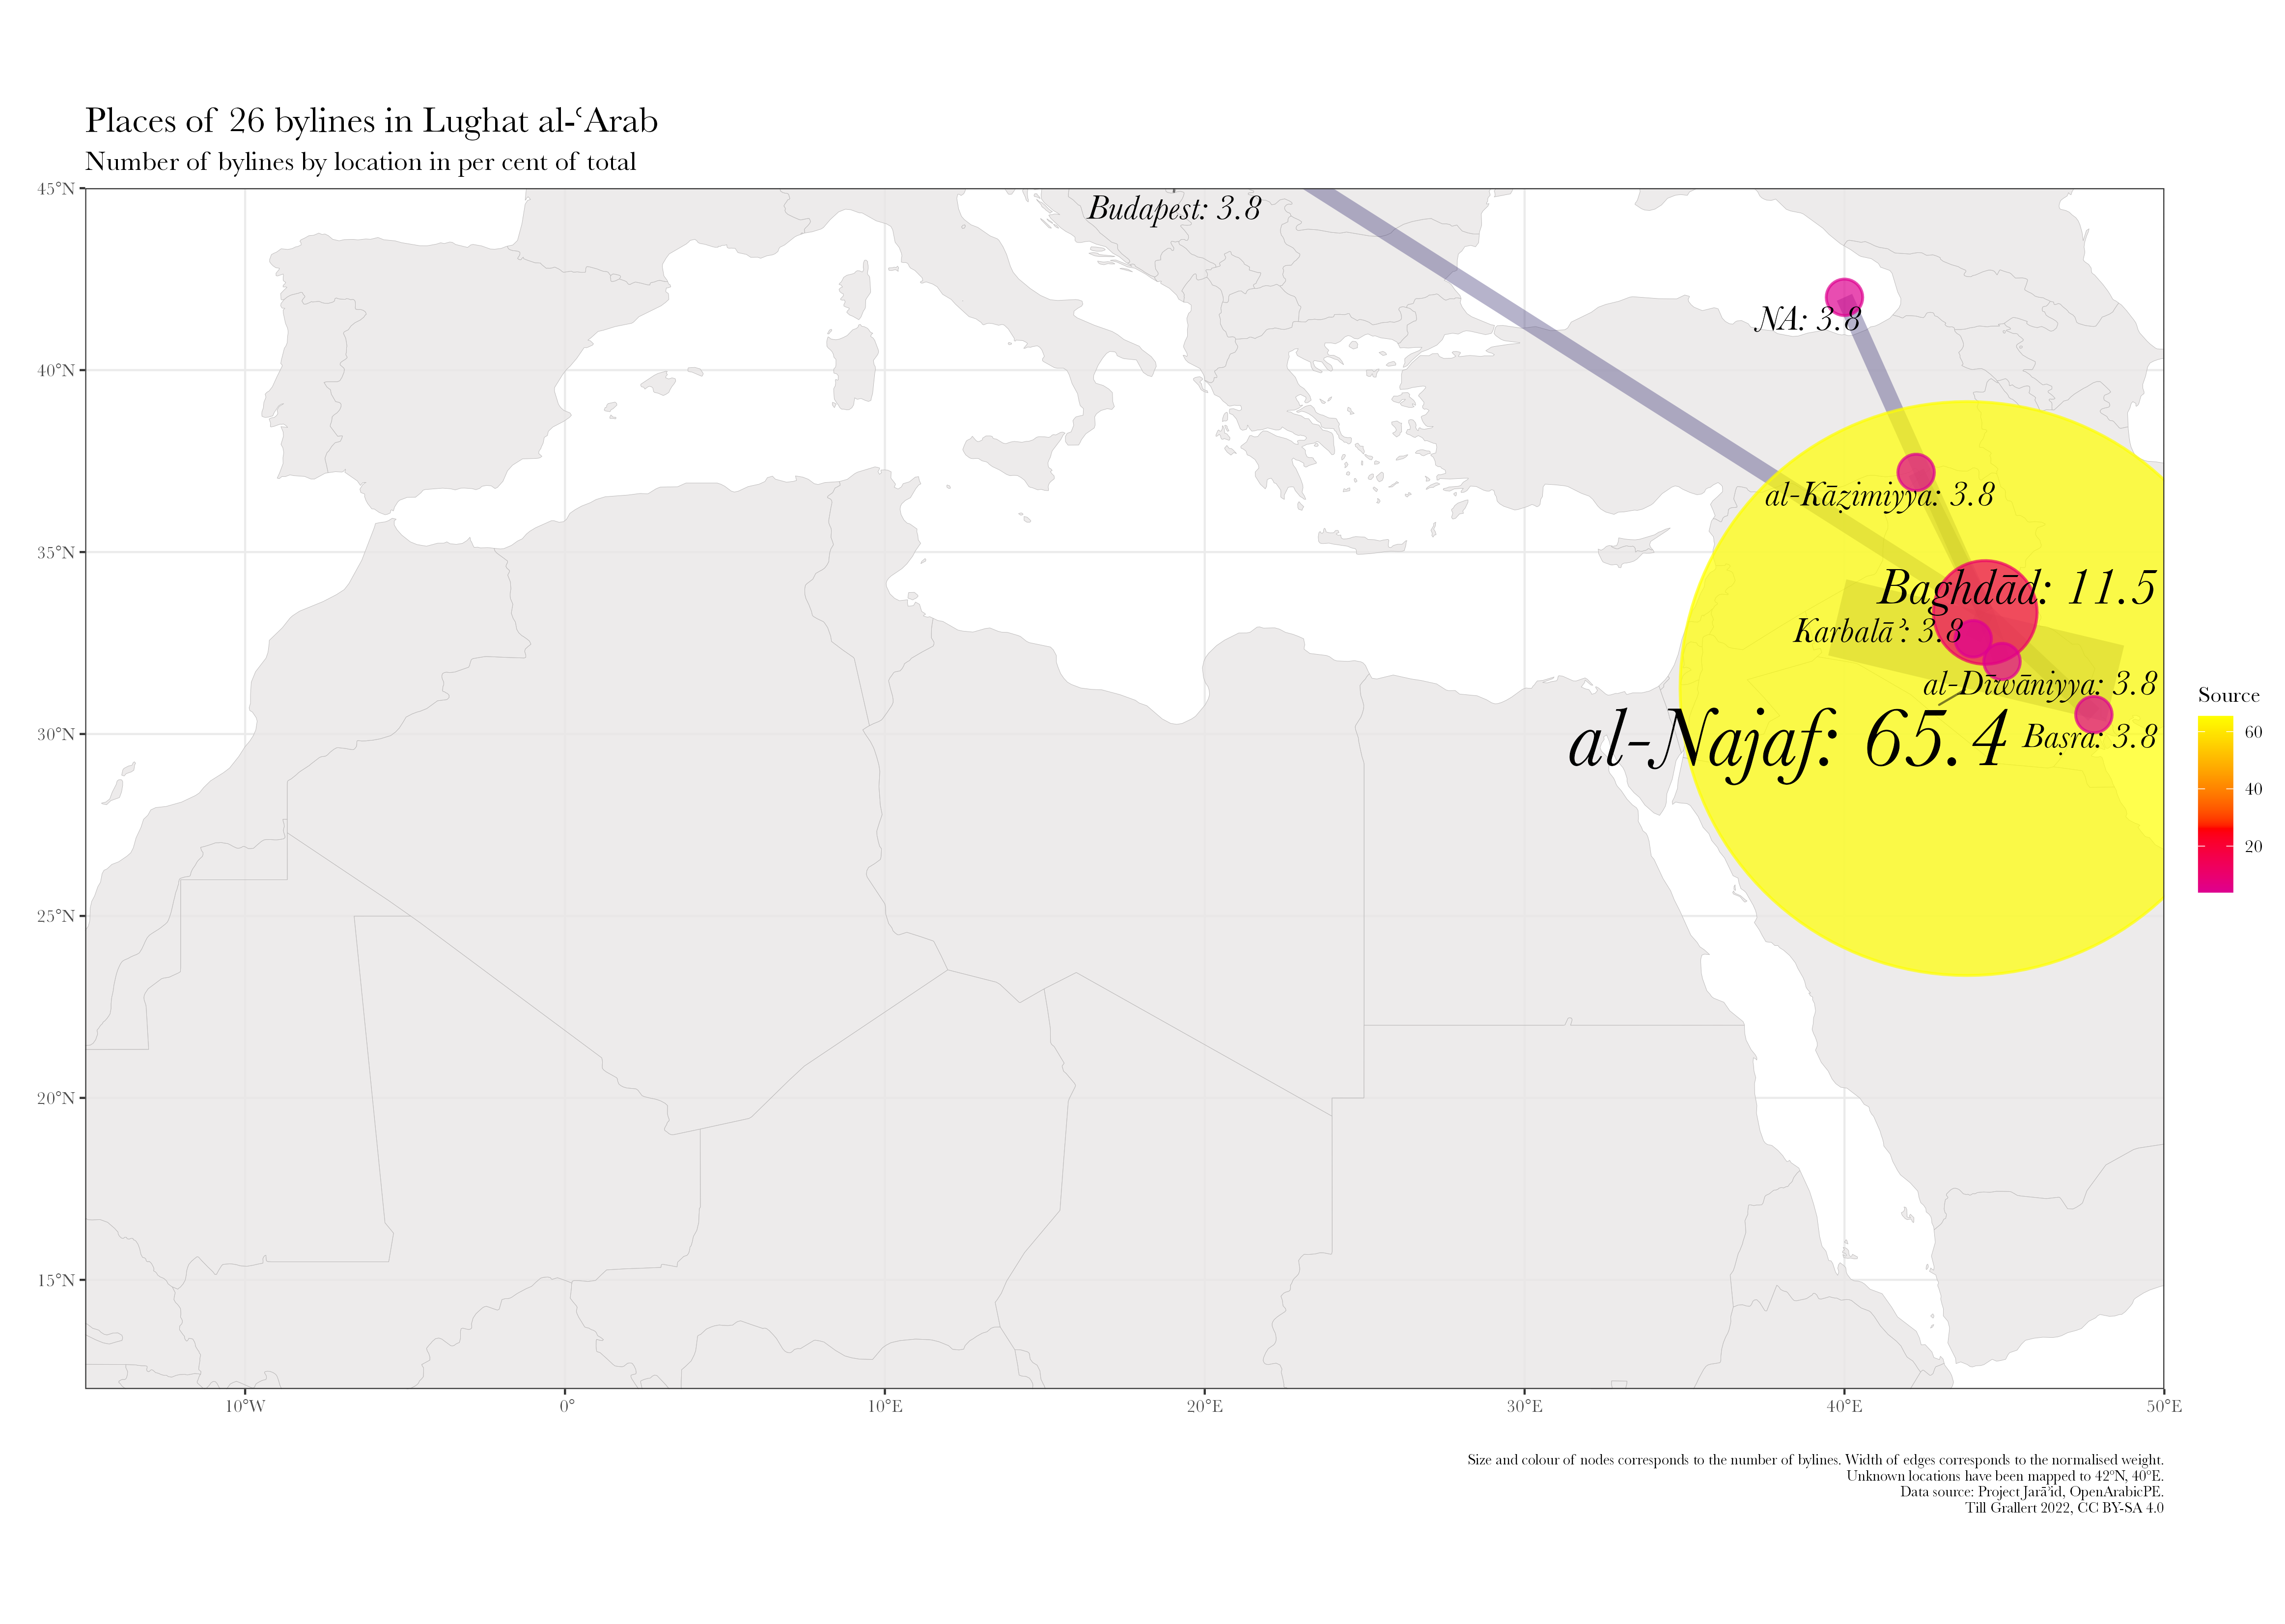 Places of 26 bylines in Lughat al-ʿArab
Number of bylines by location in per cent of total
45°N
40°N
35°N
30°N
25°N
20°N
15°N
Budapest: 3.8
NA: 3.8
al-Kāẓimiyya: 3.8
Baghdād: 11.5
Karbalāʾ: 3.8
al-Dīwāniyya: 3.8
al-Najaf: 65.4
Baṣra: 3.8
Source
60
40
20
10°W
0°
10°E
20°E
30°E
40°E
50°E
Size and colour of nodes corresponds to the number of bylines. Width of edges corresponds to the normalised weight.
Unknown locations have been mapped to 42°N, 40°E.
Data source: Project Jarāʾid, OpenArabicPE.
Till Grallert 2022, CC BY-SA 4.0